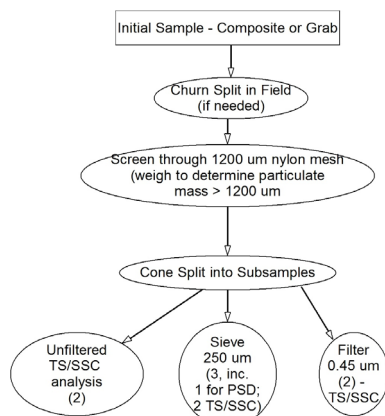 Initial Sample - Composite or Grab
Churn Split in Field
(if needed)
Screen through 1200 um nylon mesh
(weigh to determine particulate
mass > 1200 um
Cone Split into Subsamples
Unfiltered
TS/SSC
analysis
(2)
Sieve
250 um
(3, inc.
1 for PSD;
2 TS/SSC)
Filter
0.45 um
(2) -
TS/SSC)